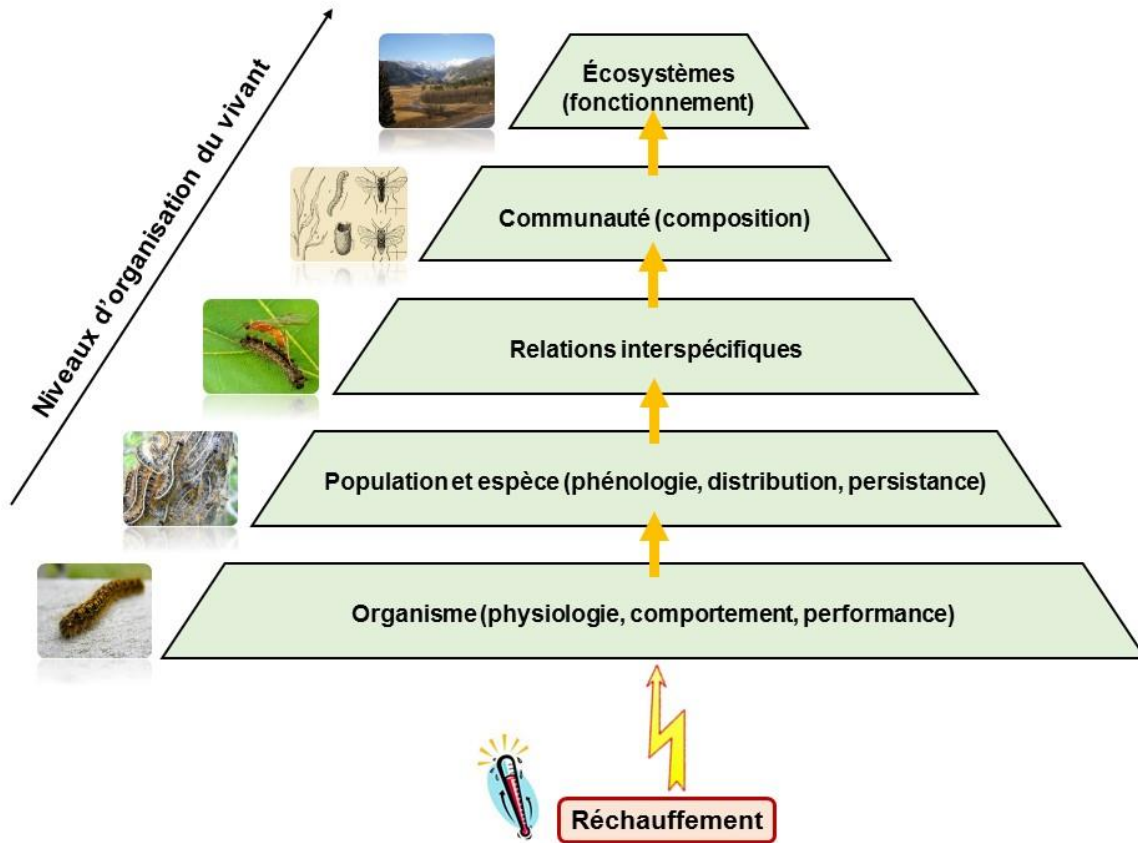 Niveaux d'organisation du vivant
Écosystèmes
(fonctionnement)
Communauté (composition)
Relations interspécifiques
Population et espèce (phénologie, distribution, persistance)
Organisme (physiologie, comportement, performance)
Réchauffement